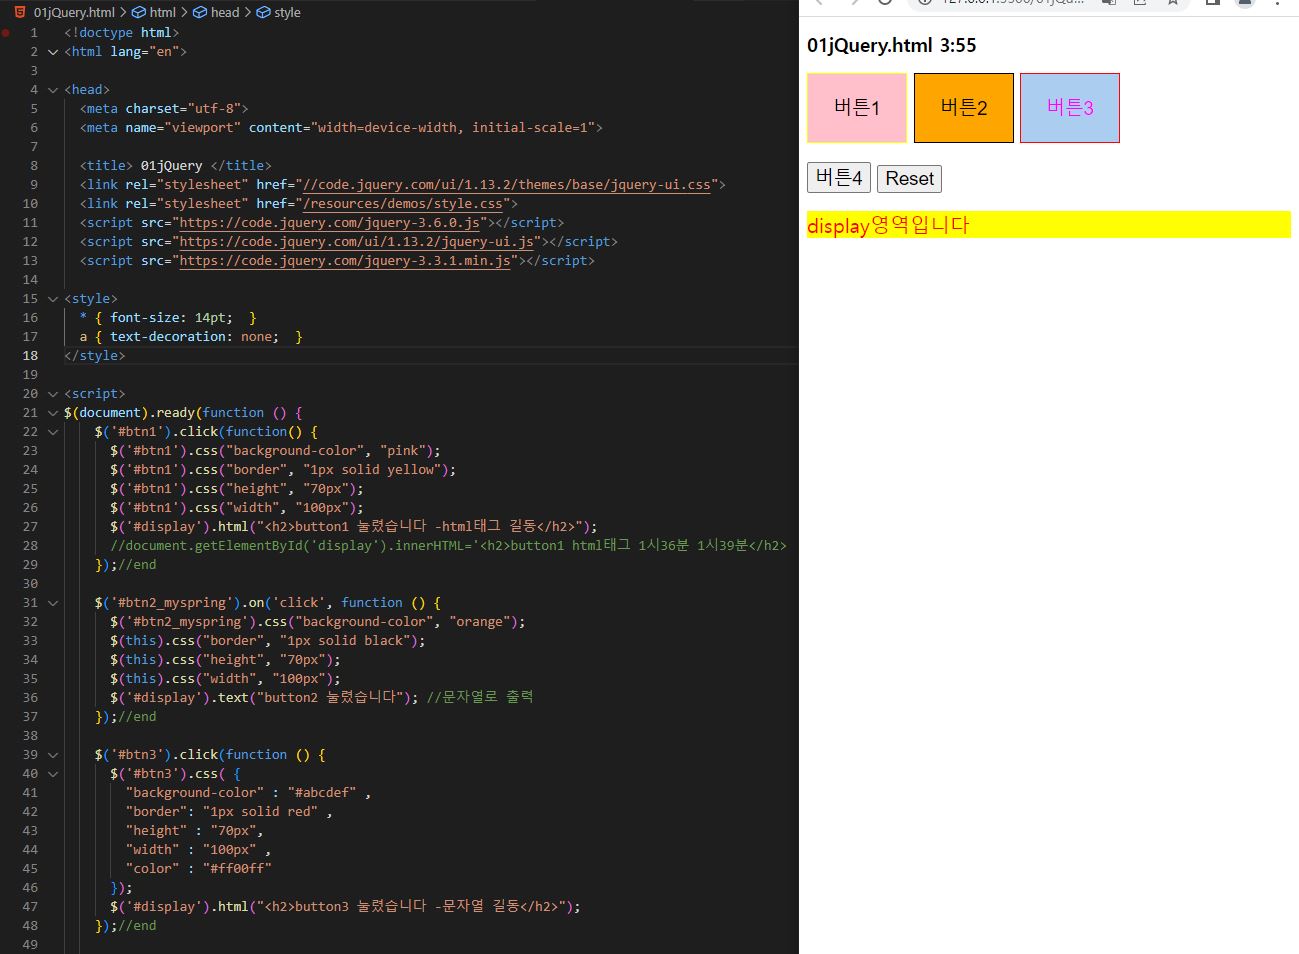 01jQuery.html > html > head > style
1 <!doctype html>
2 <html lang="en">
3
4 <head>
5 <meta charset="utf-8">
6 <meta name="viewport" content="width=device-width, initial-scale=1">
7
8 <title> 01jQuery </title>
9 <link rel="stylesheet" href="//code.jquery.com/ui/1.13.2/themes/base/jquery-ui.css">
10 <link rel="stylesheet" href="/resources/demos/style.css">
11 <script src="https://code.jquery.com/jquery-3.6.0.js"></script>
12 <script src="https://code.jquery.com/ui/1.13.2/jquery-ui.js"></script>
13 <script src="https://code.jquery.com/jquery-3.3.1.min.js"></script>
14
15 <style>
16 * { font-size: 14pt; }
17 a { text-decoration: none; }
18 </style>
19
20 <script>
21 $(document).ready(function () {
22 $('#btn1').click(function() {
23 $('#btn1').css("background-color", "pink");
24 $('#btn1').css("border", "1px solid yellow");
25 $('#btn1').css("height", "70px");
26 $('#btn1').css("width", "100px");
27 $('#display').html("<h2>button1 눌렸습니다 -html태그 길동</h2>");
28 //document.getElementById('display').innerHTML='<h2>button1 html태그 1시36분 1시39분</h2>
29 });//end
30
31 $('#btn2_myspring').on('click', function () {
32 $('#btn2_myspring').css("background-color", "orange");
33 $(this).css("border", "1px solid black");
34 $(this).css("height", "70px");
35 $(this).css("width", "100px");
36 $('#display').text("button2 눌렸습니다"); //문자열로 출력
37 });//end
38
39 $('#btn3').click(function () {
40 $('#btn3').css( {
41 "background-color" : "#abcdef" ,
42 "border": "1px solid red" ,
43 "height" : "70px",
44 "width" : "100px" ,
45 "color" : "#ff00ff"
46 });
47 $('#display').html("<h2>button3 눌렸습니다 -문자열 길동</h2>");
48 });//end
49
01jQuery.html 3:55
버튼1 버튼2 버튼3
버튼4 Reset
display영역입니다